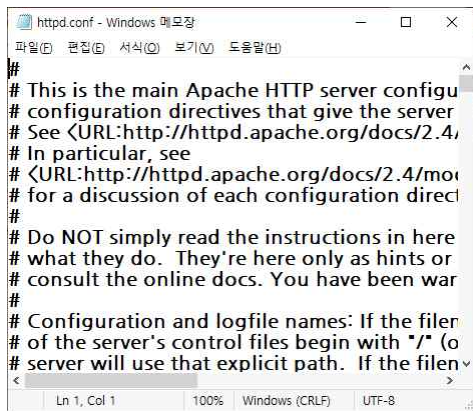 httpd.conf - Windows 메모장
파일(F) 편집(E) 서식(O) 보기(V) 도움말(H)
#
# This is the main Apache HTTP server configu
# configuration directives that give the server
# See <URL:http://httpd.apache.org/docs/2.4/
# In particular, see
# <URL:http://httpd.apache.org/docs/2.4/mod
# for a discussion of each configuration direct
#
# Do NOT simply read the instructions in here
# what they do.  They're here only as hints or
# consult the online docs. You have been war
#
# Configuration and logfile names: If the filen
# of the server's control files begin with "/" (o
# server will use that explicit path.  If the filen
Ln 1, Col 1 100% Windows (CRLF) UTF-8